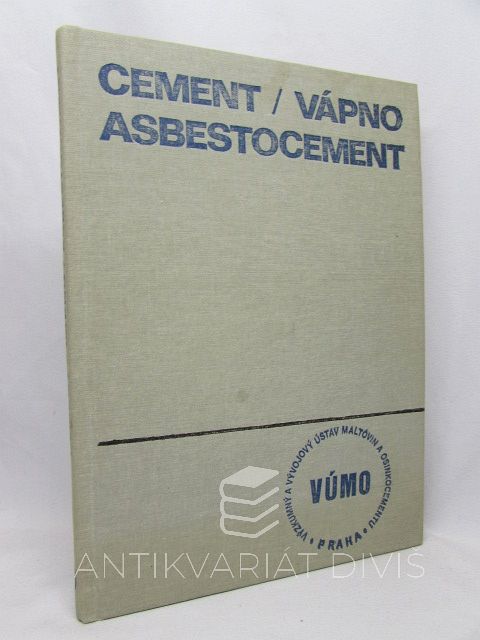 CEMENT / VÁPNO
ASBESTOCEMENT
VÝZKUMNÝ A VÝVOJOVÝ ÚSTAV MALTOVIN A OSINKOCEMENTU
VÚMO
• PRAHA •
ANTIKVARIÁT DIVIŠ